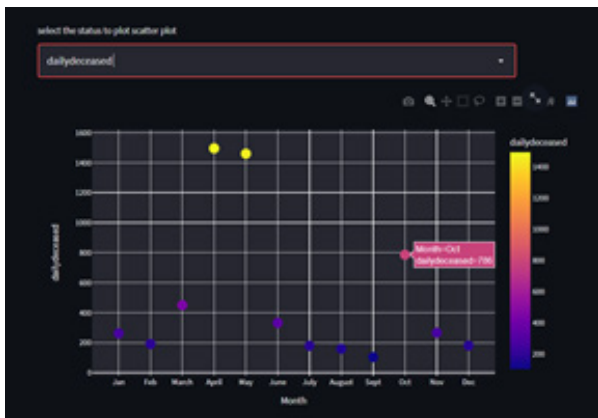 select the status to plot scatter plot
dailydeceased
dailydeceased
1600
1400
1200
1000
800
600
400
200
0
dailydeceased
Month=Oct
dailydeceased=786
1400
1200
1000
800
600
400
200
Jan Feb March April May June July August Sept Oct Nov Dec
Month